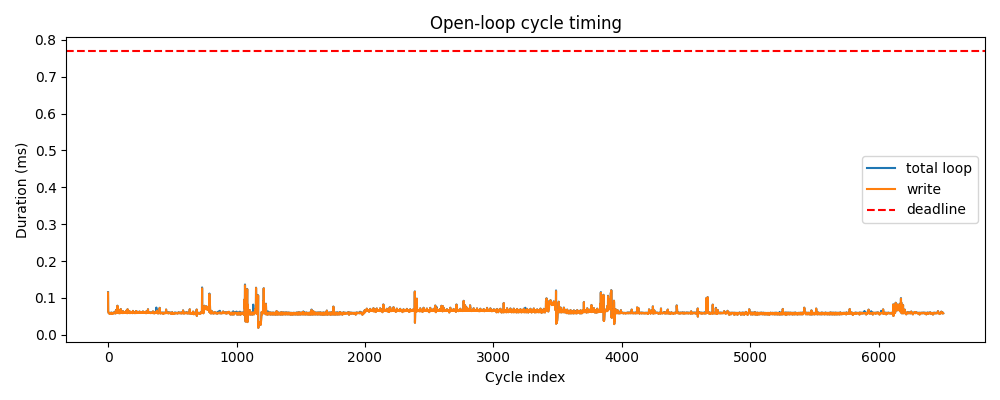 Open-loop cycle timing
0.8
0.7
0.6
0.5
0.4
0.3
0.2
0.1
0.0
Duration (ms)
total loop
write
deadline
0 1000 2000 3000 4000 5000 6000
Cycle index